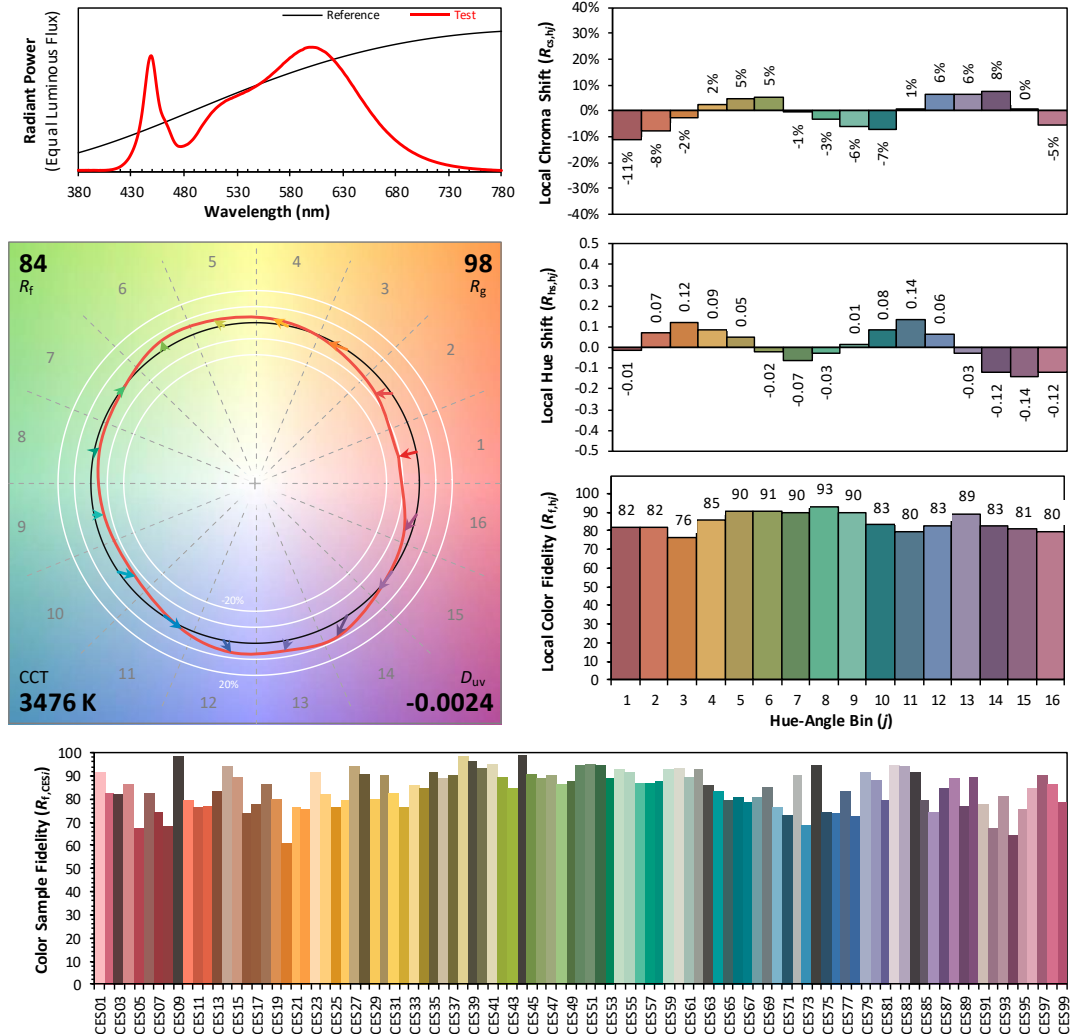 Reference
Test
Radiant Power
(Equal Luminous Flux)
380 430 480 530 580 630 680 730 780
Wavelength (nm)
Local Chroma Shift (Rcs,hj)
40%
30%
20%
10%
0%
-10%
-20%
-30%
-40%
-11% -8% -2% 2% 5% 5% -1% -3% -6% -7% 1% 6% 6% 8% 0% -5%
84
Rf
98
Rg
5 4
6 3
7 2
8 1
9 16
10 15
11 14
12 13
-20%
20%
CCT
3476 K
Duv
-0.0024
Local Hue Shift (Rhs,hj)
0.5
0.4
0.3
0.2
0.1
0.0
-0.1
-0.2
-0.3
-0.4
-0.5
-0.01 0.07 0.12 0.09 0.05 -0.02 -0.07 -0.03 0.01 0.08 0.14 0.06 -0.03 -0.12 -0.14 -0.12
Local Color Fidelity (Rf,hj)
100
90
80
70
60
50
40
30
20
10
0
82 82 76 85 90 91 90 93 90 83 80 83 89 83 81 80
1 2 3 4 5 6 7 8 9 10 11 12 13 14 15 16
Hue-Angle Bin (j)
Color Sample Fidelity (Rf,CESi)
100
90
80
70
60
50
40
30
20
10
0
CES01 CES03 CES05 CES07 CES09 CES11 CES13 CES15 CES17 CES19 CES21 CES23 CES25 CES27 CES29 CES31 CES33 CES35 CES37 CES39 CES41 CES43 CES45 CES47 CES49 CES51 CES53 CES55 CES57 CES59 CES61 CES63 CES65 CES67 CES69 CES71 CES73 CES75 CES77 CES79 CES81 CES83 CES85 CES87 CES89 CES91 CES93 CES95 CES97 CES99